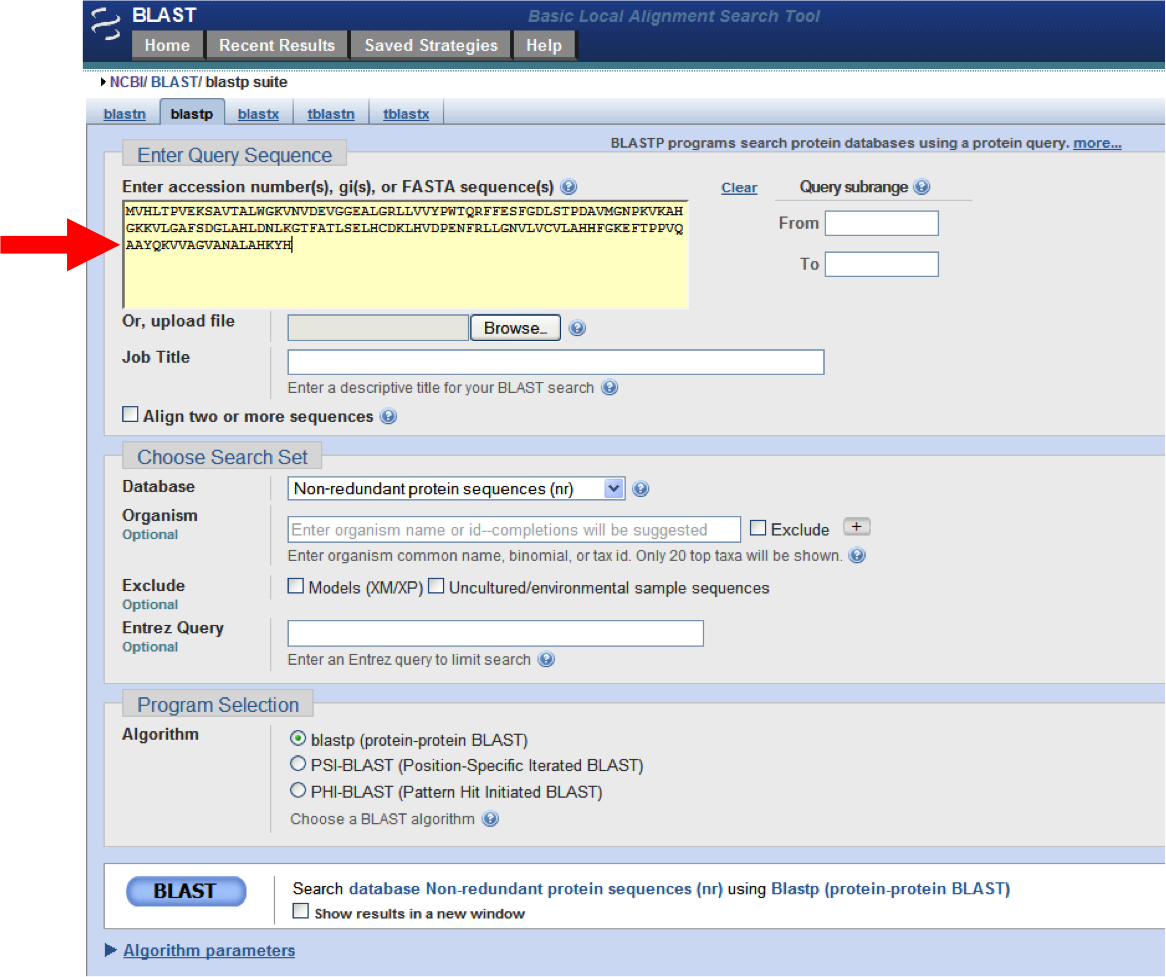 BLAST
Basic Local Alignment Search Tool
Home Recent Results Saved Strategies Help
NCBI/ BLAST/ blastp suite
blastn blastp blastx tblastn tblastx
BLASTP programs search protein databases using a protein query. more...
Enter Query Sequence
Enter accession number(s), gi(s), or FASTA sequence(s) Clear Query subrange
MVHLTPVEKSAVTALWGKVNVDEVGGEALGRLLVVYPWTQRFFESFGDLSTPDAVMGNPKVKAH
GKKVLGAFSDGLAHLDNLKGTFATLSELHCDKLHVDPENFRLLGNVLVCVLAHHFGKEFTPPVQ
AAYQKVVAGVANALAHKYH
From
To
Or, upload file Browse..
Job Title
Enter a descriptive title for your BLAST search
Align two or more sequences
Choose Search Set
Database Non-redundant protein sequences (nr)
Organism
Optional
Enter organism name or id--completions will be suggested Exclude +
Enter organism common name, binomial, or tax id. Only 20 top taxa will be shown.
Exclude
Optional
Models (XM/XP) Uncultured/environmental sample sequences
Entrez Query
Optional
Enter an Entrez query to limit search
Program Selection
Algorithm
blastp (protein-protein BLAST)
PSI-BLAST (Position-Specific Iterated BLAST)
PHI-BLAST (Pattern Hit Initiated BLAST)
Choose a BLAST algorithm
BLAST
Search database Non-redundant protein sequences (nr) using Blastp (protein-protein BLAST)
Show results in a new window
Algorithm parameters